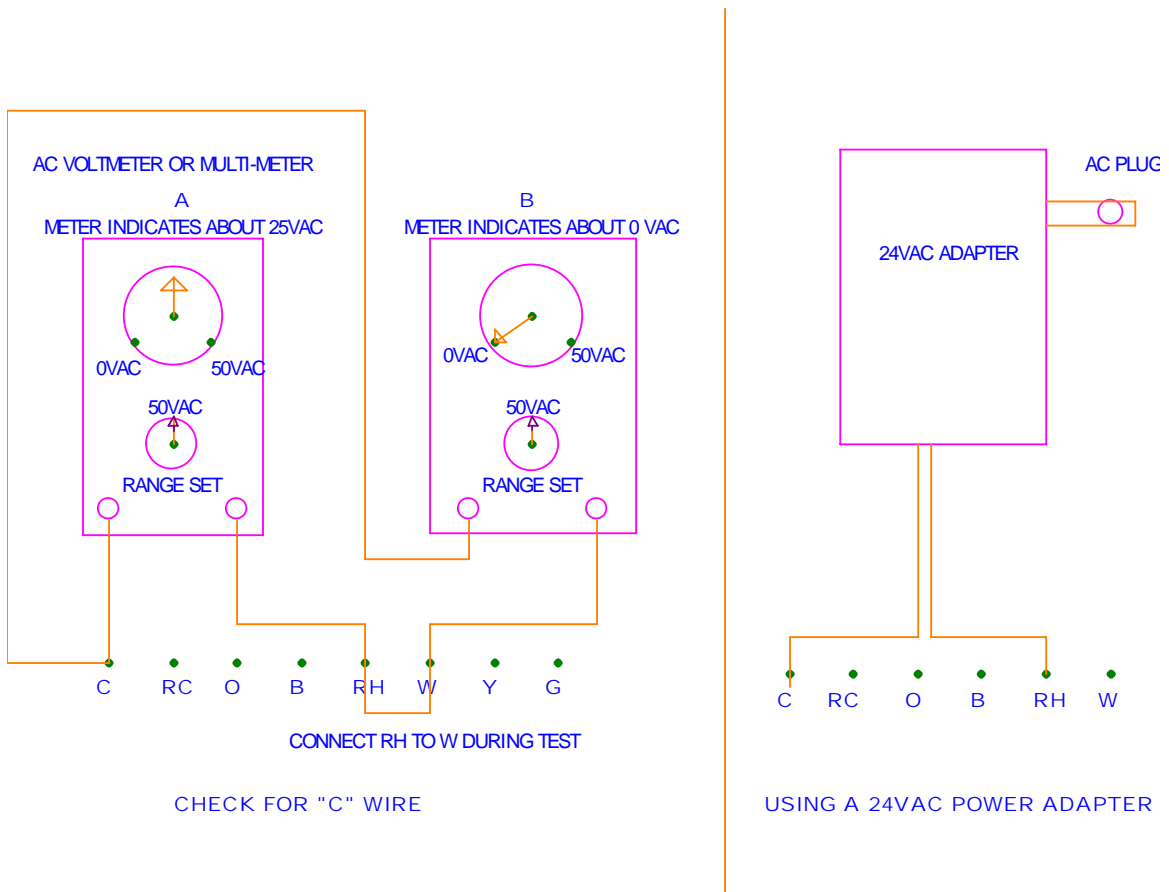 AC VOLTMETER OR MULTI-METER
A
METER INDICATES ABOUT 25VAC
0VAC
50VAC
50VAC
RANGE SET
B
METER INDICATES ABOUT 0 VAC
0VAC
50VAC
50VAC
RANGE SET
C RC O B RH W Y G
CONNECT RH TO W DURING TEST
CHECK FOR "C" WIRE
AC PLUG
24VAC ADAPTER
C RC O B RH W
USING A 24VAC POWER ADAPTER